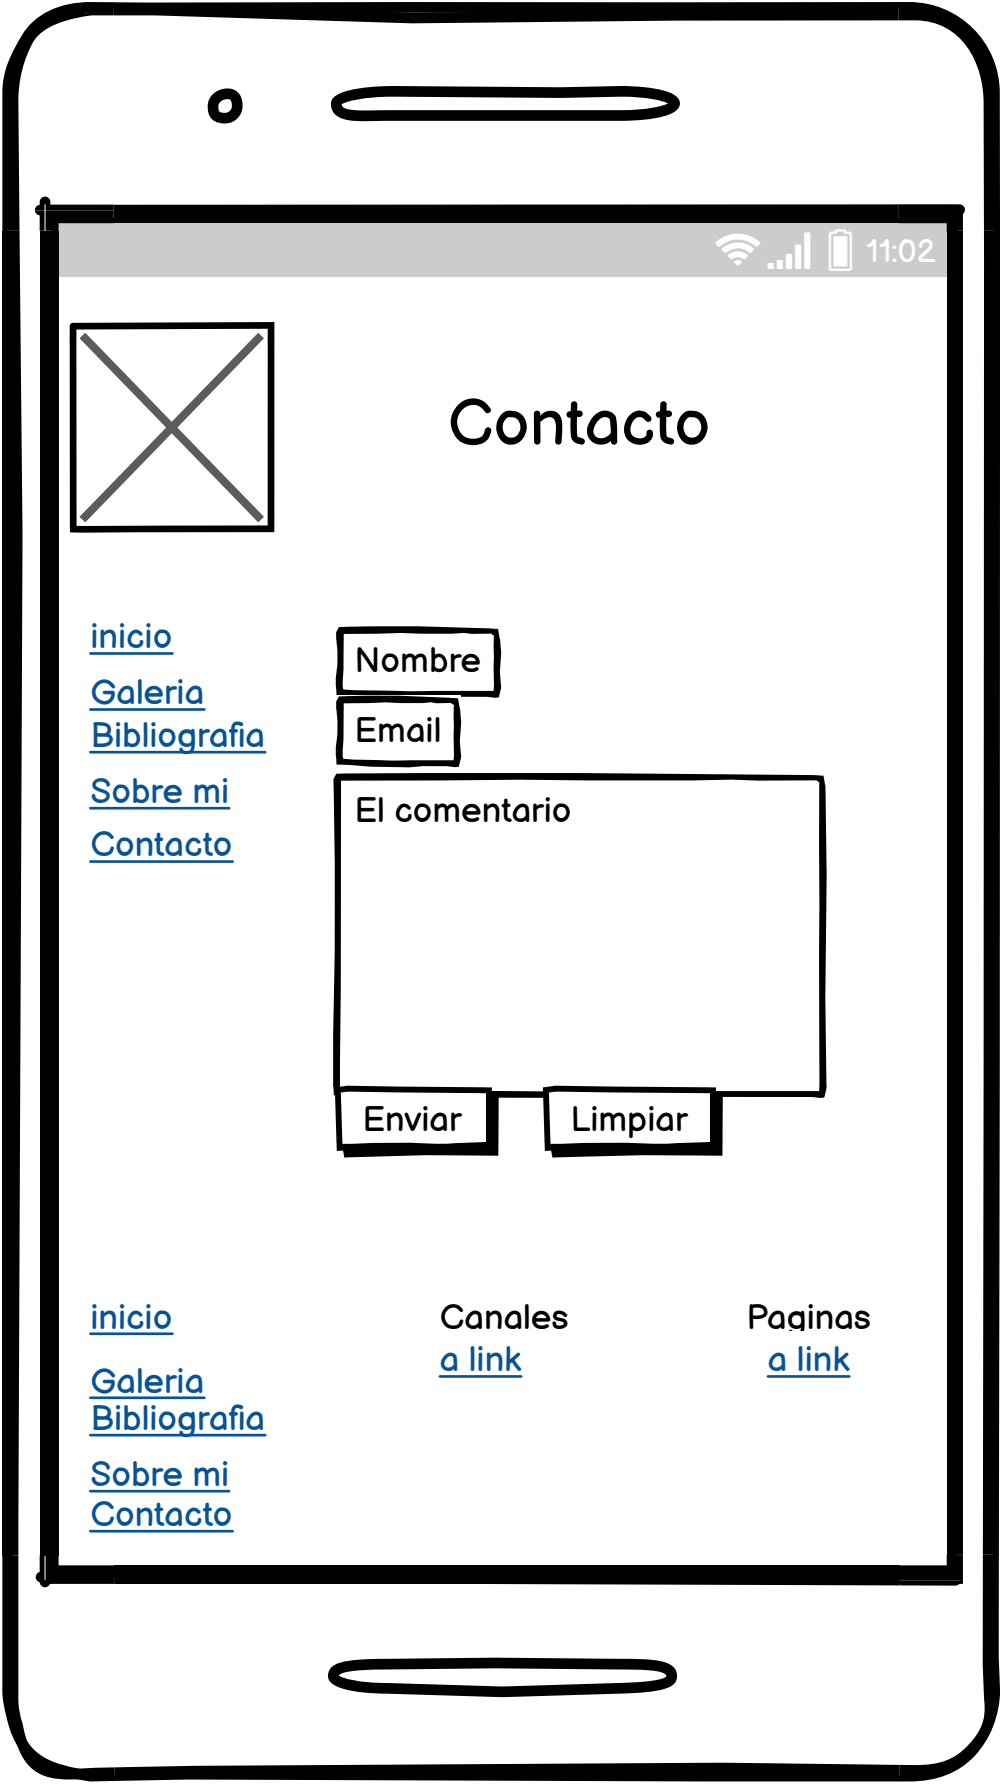 11:02
Contacto
inicio
Galeria
Bibliografia
Sobre mi
Contacto
Nombre
Email
El comentario
Enviar Limpiar
inicio
Galeria
Bibliografia
Sobre mi
Contacto
Canales
a link
Paginas
a link